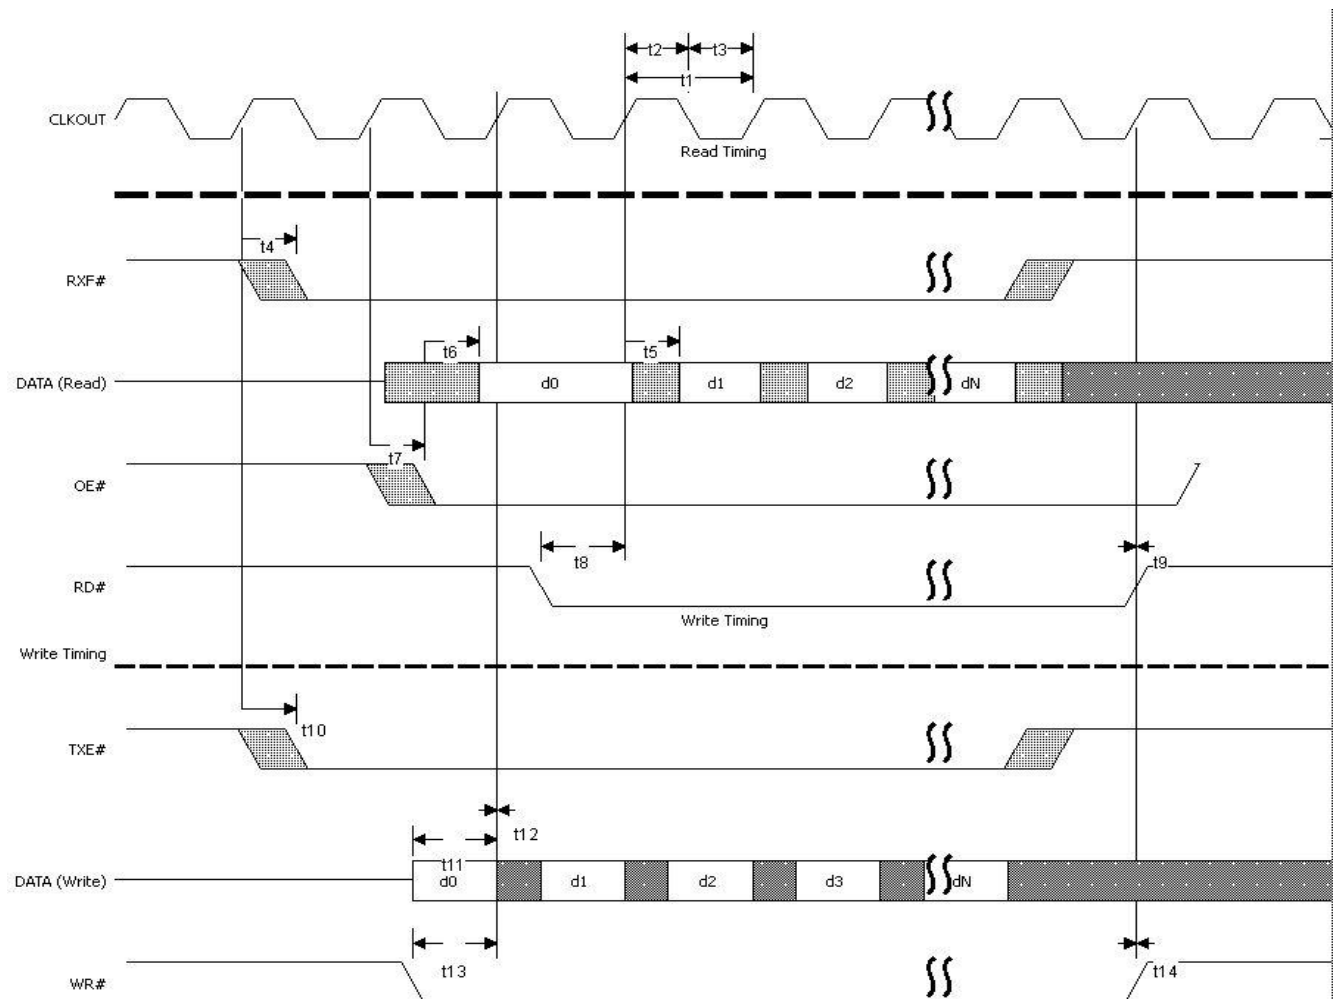 t2 t3
t1
CLKOUT
Read Timing
t4
RXF#
t6 t5
DATA (Read) d0 d1 d2 dN
t7
OE#
t8 t9
RD#
Write Timing
Write Timing
t10
TXE#
t12
t11
DATA (Write) d0 d1 d2 d3 dN
t13 t14
WR#